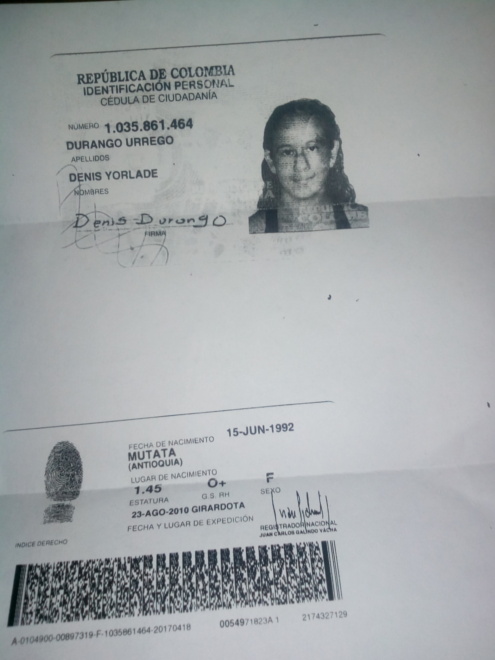 REPÚBLICA DE COLOMBIA
IDENTIFICACIÓN PERSONAL
CÉDULA DE CIUDADANÍA
NÚMERO 1.035.861.464
DURANGO URREGO
APELLIDOS
DENIS YORLADE
NOMBRES
Denis Durango
FIRMA
FECHA DE NACIMIENTO 15-JUN-1992
MUTATA
(ANTIOQUIA)
LUGAR DE NACIMIENTO
1.45 O+ F
ESTATURA G.S. RH SEXO
23-AGO-2010 GIRARDOTA
FECHA Y LUGAR DE EXPEDICIÓN
REGISTRADOR NACIONAL
JUAN CARLOS GALINDO VACHA
INDICE DERECHO
A-0104900-00897319-F-1035861464-20170418 0054971823A 1 2174327129